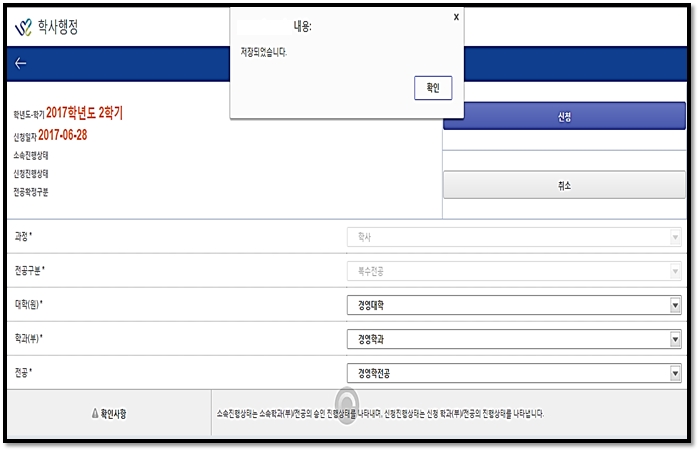 학사행정
내용:
x
저장되었습니다.
확인
학년도-학기 2017학년도 2학기
신청일자 2017-06-28
소속진행상태
신청진행상태
전공확정구분
신청
취소
과정*
학사
전공구분*
복수전공
대학(원)*
경영대학
학과(부)*
경영학과
전공*
경영학전공
확인사항
소속진행상태는 소속학과(부)/전공의 승인 진행상태를 나타내며, 신청진행상태는 신청 학과(부)/전공의 진행상태를 나타냅니다.